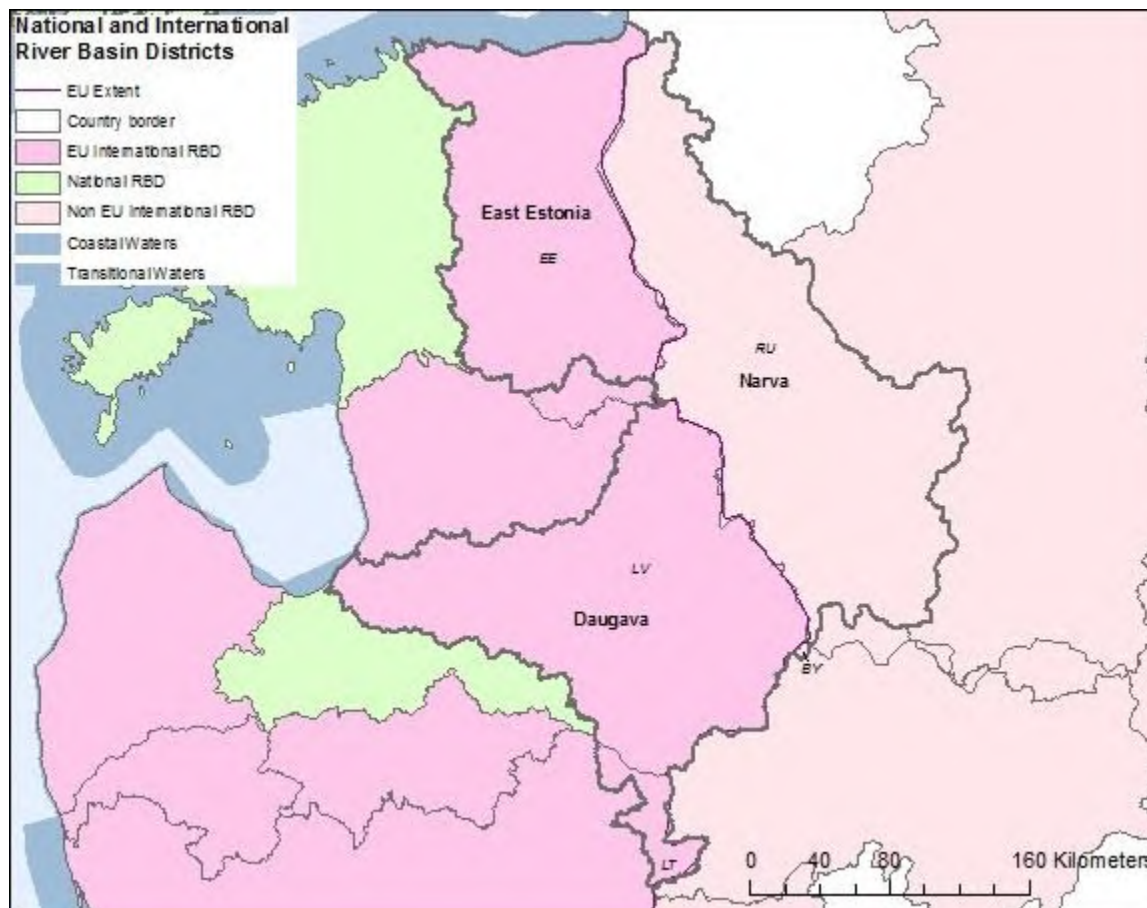 National and International
River Basin Districts
EU Extent
Country border
EU International RBD
National RBD
Non EU International RBD
Coastal Waters
Transitional Waters
East Estonia
EE
RU
Narva
LV
Daugava
BY
LT
0 40 80 160 Kilometers